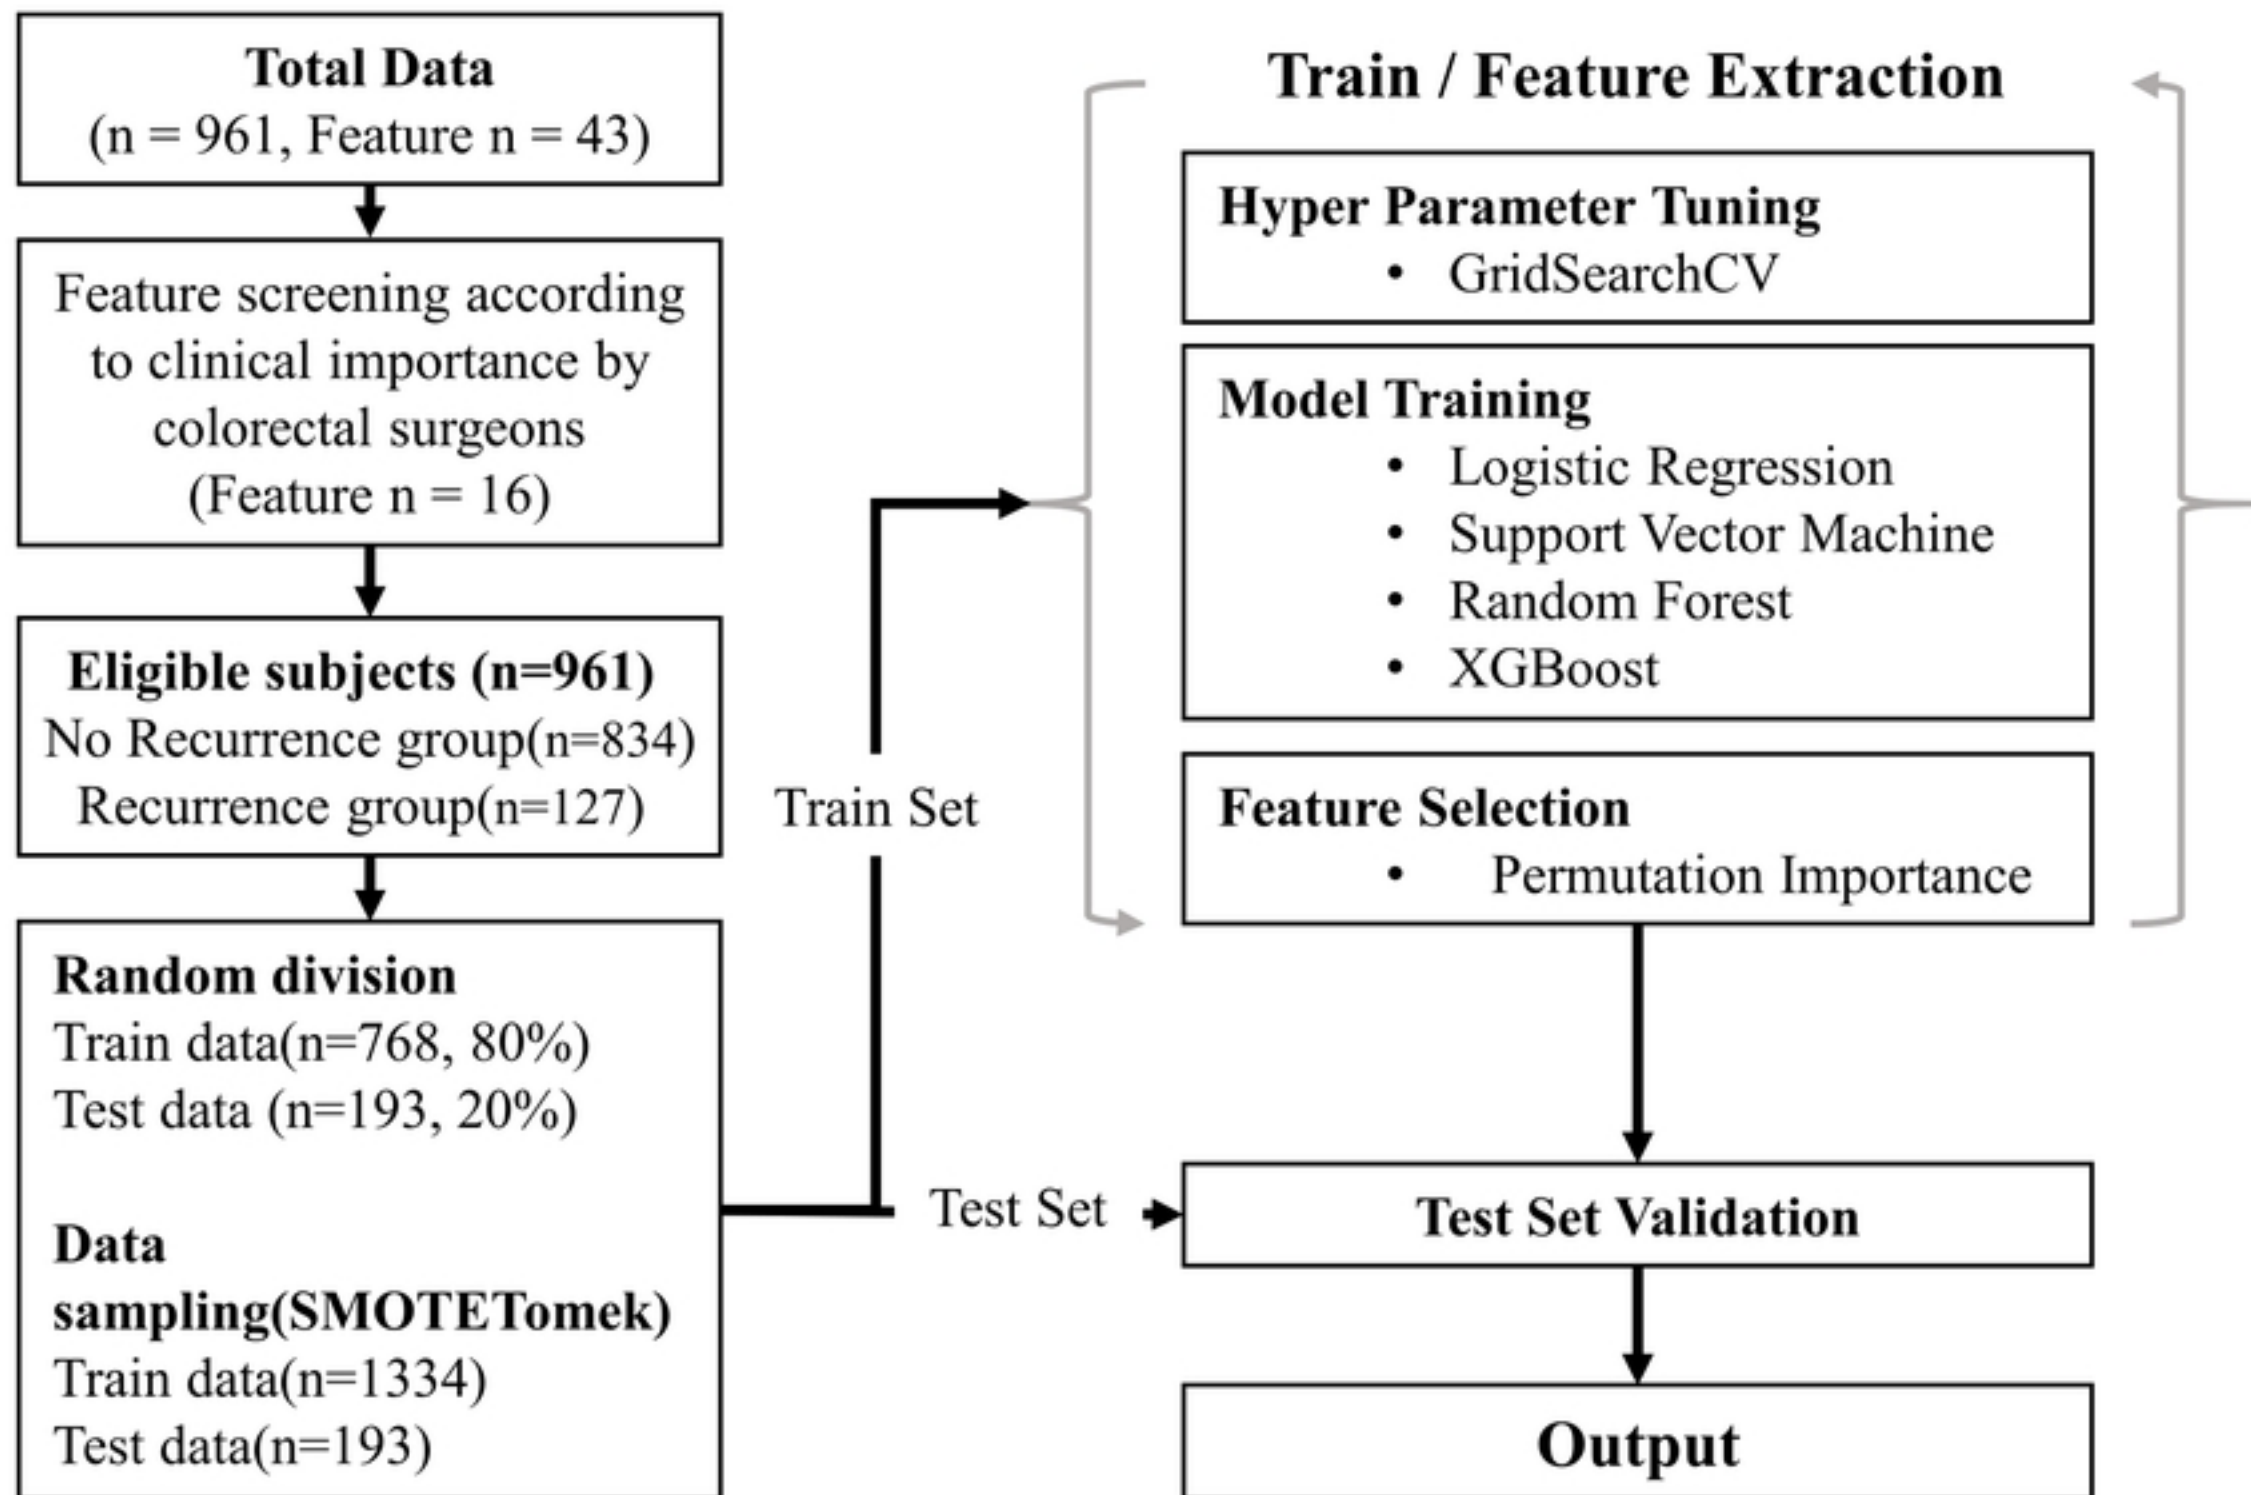 Total Data
(n = 961, Feature n = 43)
Feature screening according
to clinical importance by
colorectal surgeons
(Feature n = 16)
Eligible subjects (n=961)
No Recurrence group(n=834)
Recurrence group(n=127)
Random division
Train data(n=768, 80%)
Test data (n=193, 20%)
Data
sampling(SMOTETomek)
Train data(n=1334)
Test data(n=193)
Train Set
Test Set
Train / Feature Extraction
Hyper Parameter Tuning
• GridSearchCV
Model Training
• Logistic Regression
• Support Vector Machine
• Random Forest
• XGBoost
Feature Selection
• Permutation Importance
Test Set Validation
Output